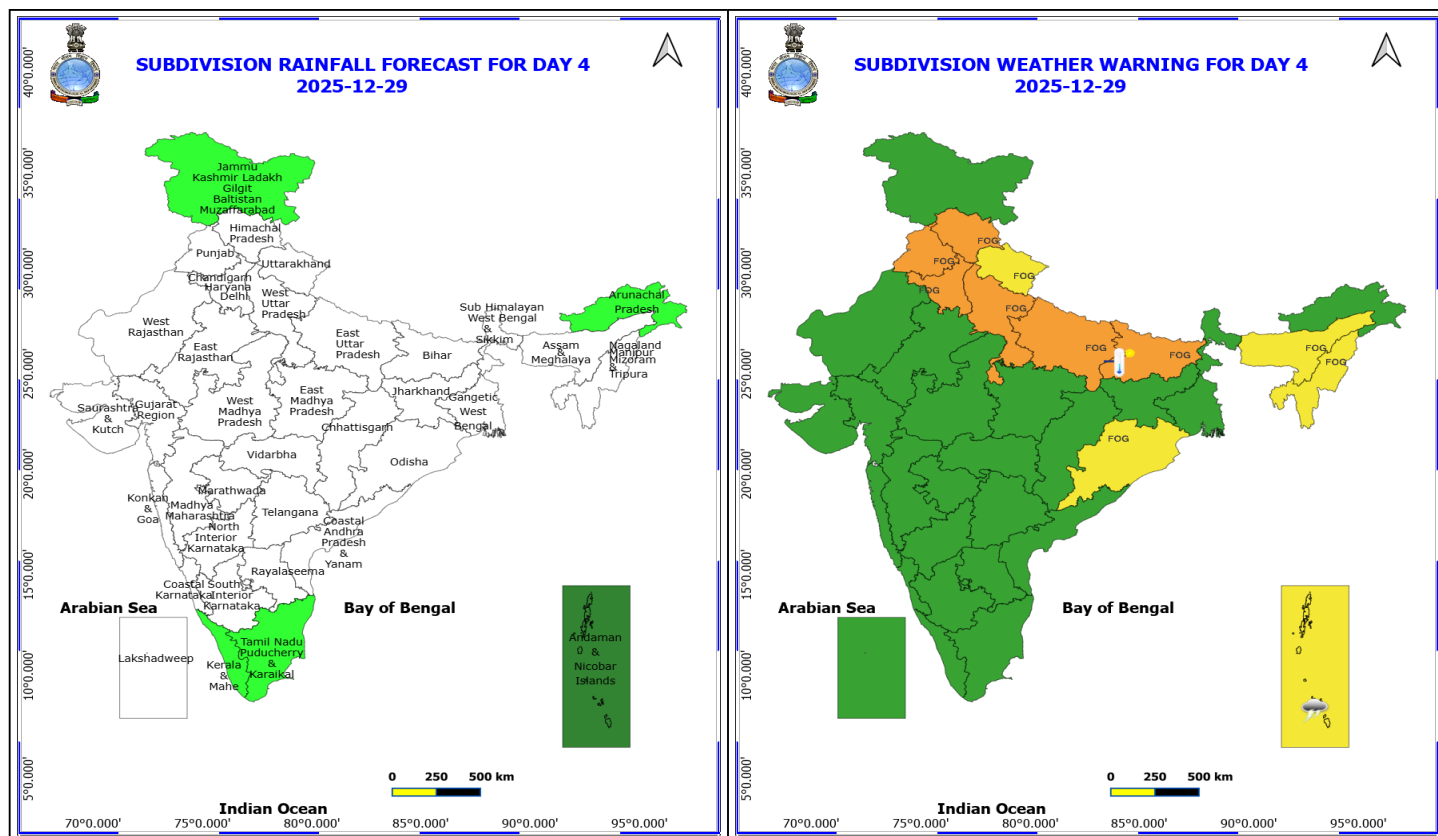 SUBDIVISION RAINFALL FORECAST FOR DAY 4
2025-12-29
40°0.000'
35°0.000'
30°0.000'
25°0.000'
20°0.000'
15°0.000'
10°0.000'
5°0.000'
Jammu
Kashmir Ladakh
Gilgit
Baltistan
Muzaffarabad
Himachal
Pradesh
Punjab
Uttarakhand
Chandigarh
Haryana
Delhi
West
Uttar
Pradesh
Arunachal
Pradesh
Sub Himalayan
West Bengal
&
Sikkim
West
Rajasthan
East
Rajasthan
East
Uttar
Pradesh
Bihar
Assam
&
Meghalaya
Nagaland
Manipur
Mizoram
&
Tripura
Saurashtra
&
Kutch
Gujarat
Region
West
Madhya
Pradesh
East
Madhya
Pradesh
Jharkhand
Gangetic
West
Bengal
Chhattisgarh
Vidarbha
Odisha
Konkan
&
Goa
Marathwada
Madhya
Maharashtra
Telangana
North
Interior
Karnataka
Coastal
Andhra
Pradesh
&
Yanam
Rayalaseema
Coastal
Karnataka
South
Interior
Karnataka
Arabian Sea
Bay of Bengal
Lakshadweep
Kerala
&
Mahe
Tamil Nadu
Puducherry
&
Karaikal
Andaman
&
Nicobar
Islands
0 250 500 km
Indian Ocean
70°0.000' 75°0.000' 80°0.000' 85°0.000' 90°0.000' 95°0.000'
SUBDIVISION WEATHER WARNING FOR DAY 4
2025-12-29
40°0.000'
35°0.000'
30°0.000'
25°0.000'
20°0.000'
15°0.000'
10°0.000'
5°0.000'
FOG
FOG
FOG
FOG
FOG
FOG
FOG
FOG
FOG
FOG
Arabian Sea
Bay of Bengal
0 250 500 km
Indian Ocean
70°0.000' 75°0.000' 80°0.000' 85°0.000' 90°0.000' 95°0.000'